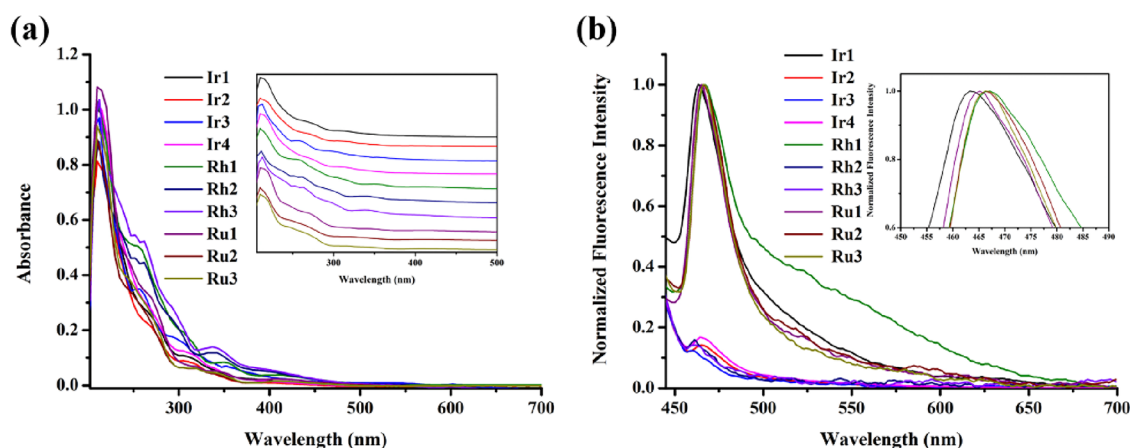 (a)
Absorbance
1.2
1.0
0.8
0.6
0.4
0.2
0.0
300
400
500
600
700
Wavelength (nm)
Ir1
Ir2
Ir3
Ir4
Rh1
Rh2
Rh3
Ru1
Ru2
Ru3
300
400
500
Wavelength (nm)
(b)
Normalized Fluorescence Intensity
1.0
0.8
0.6
0.4
0.2
0.0
450
500
550
600
650
700
Wavelength (nm)
Ir1
Ir2
Ir3
Ir4
Rh1
Rh2
Rh3
Ru1
Ru2
Ru3
Normalized Fluorescence Intensity
1.0
0.8
0.6
450
455
460
465
470
475
480
485
490
Wavelength (nm)